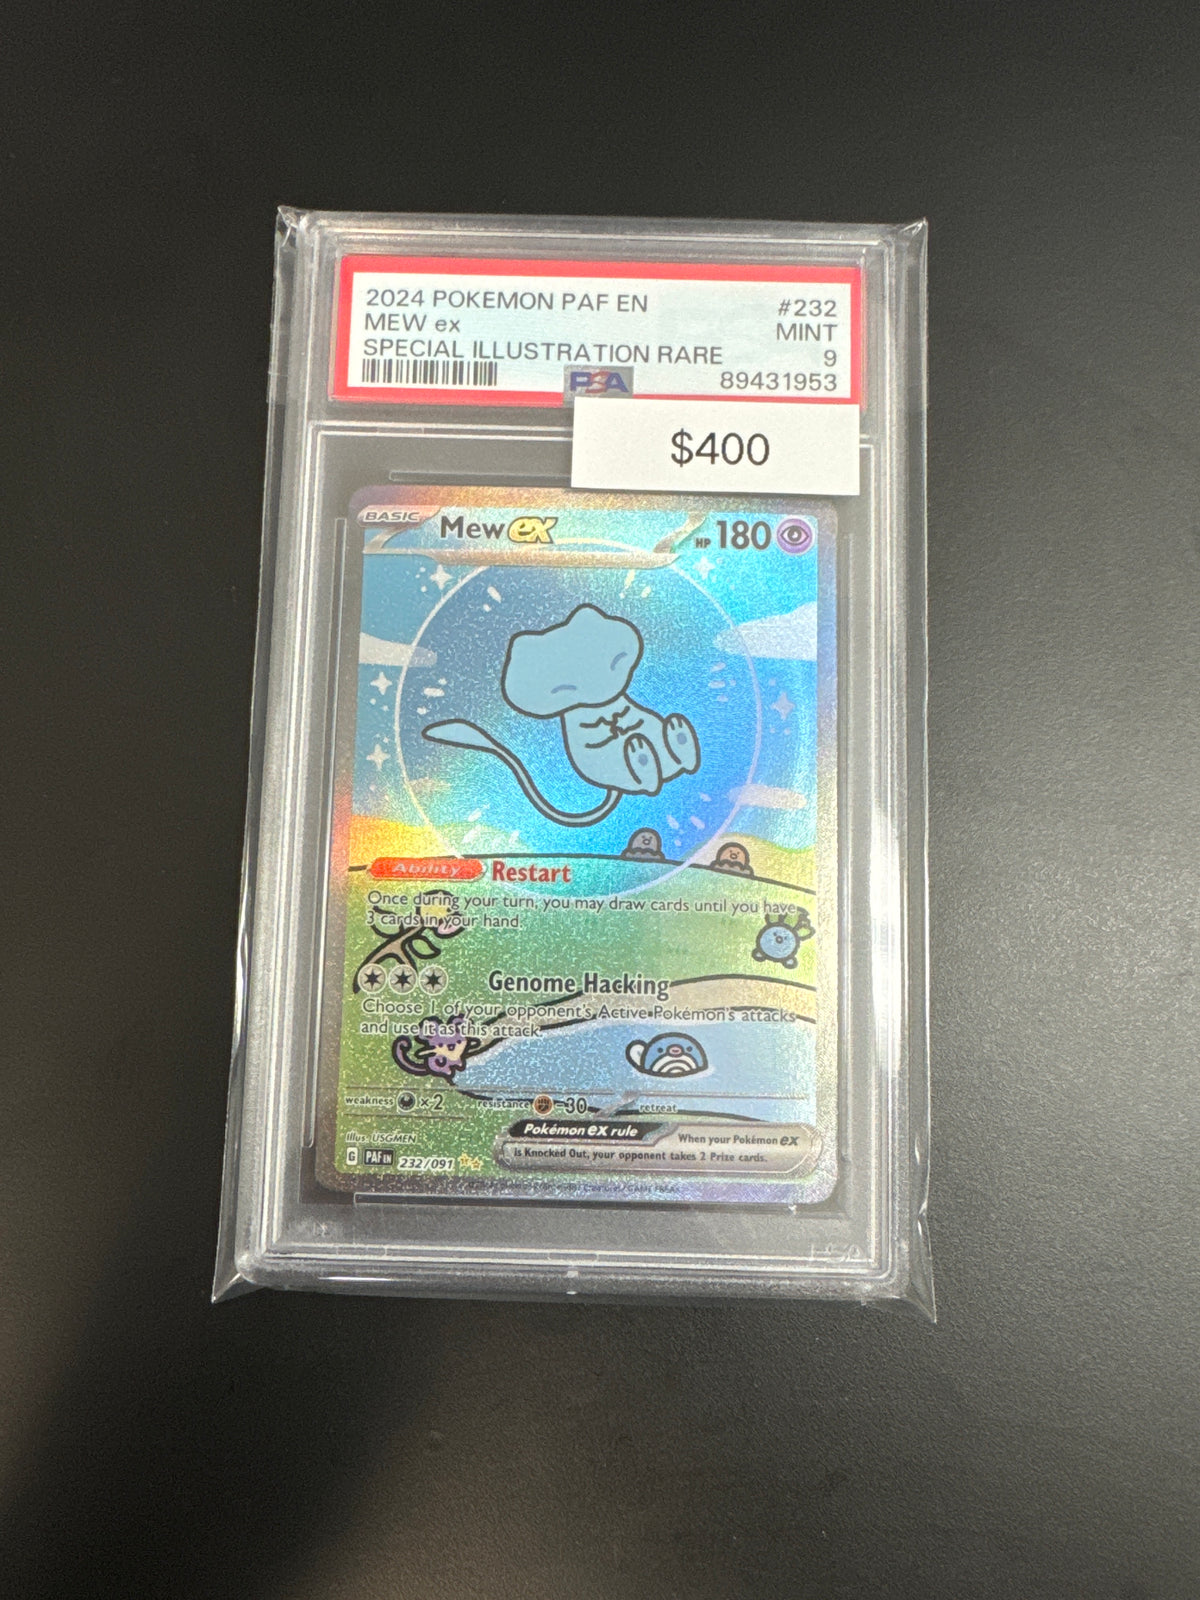 2024 POKEMON PAF EN #232
MEW ex MINT
SPECIAL ILLUSTRATION RARE 9
PSA 89431953
$400
BASIC Mew ex HP 180
Ability Restart
Once during your turn, you may draw cards until you have
3 cards in your hand.
Genome Hacking
Choose 1 of your opponent's Active Pokémon's attacks
and use it as this attack.
weakness ×2 resistance -30 retreat
Illus. USGMEN
Pokémon ex rule When your Pokémon ex
is Knocked Out, your opponent takes 2 Prize cards.
G PAF EN 232/091